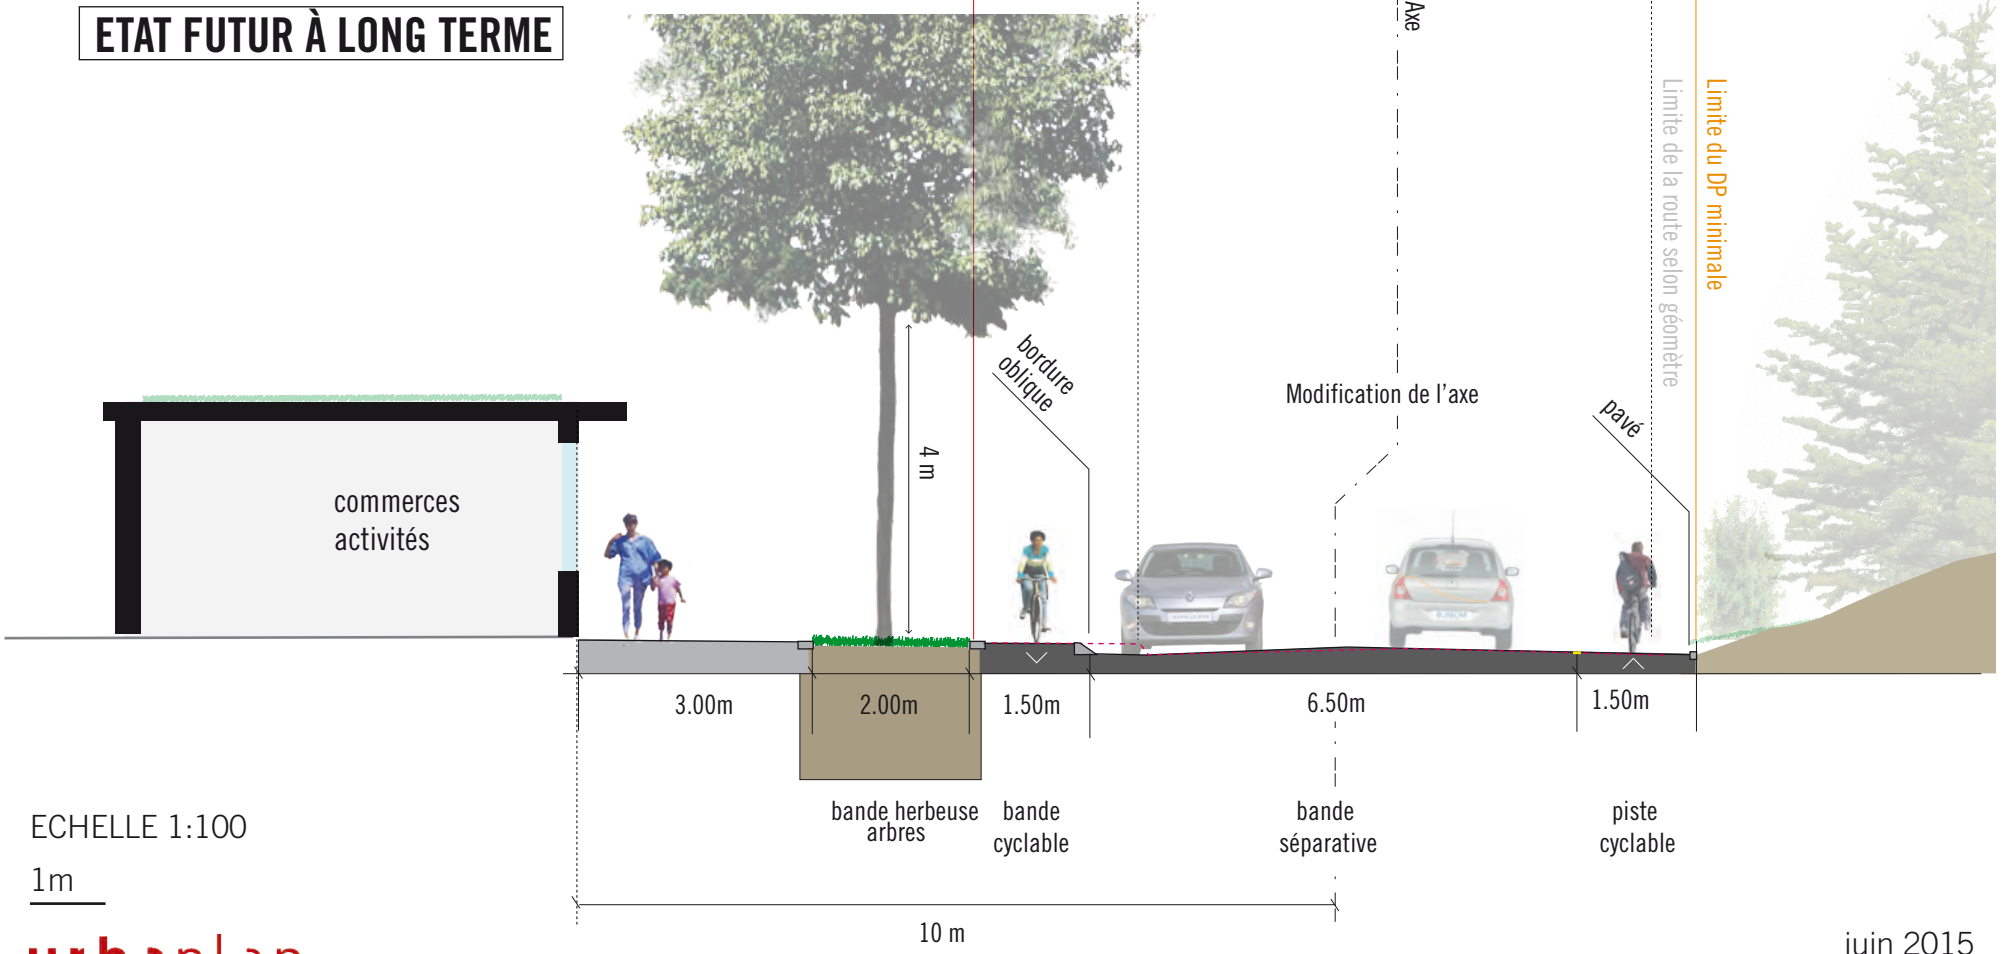 ETAT FUTUR À LONG TERME
Axe
Limite de la route selon géomètre
Limite du DP minimale
bordure
oblique
Modification de l'axe
pavé
4 m
commerces
activités
3.00m
2.00m
1.50m
6.50m
1.50m
bande herbeuse
arbres
bande
cyclable
bande
séparative
piste
cyclable
ECHELLE 1:100
1m
10 m
urbaplan
juin 2015